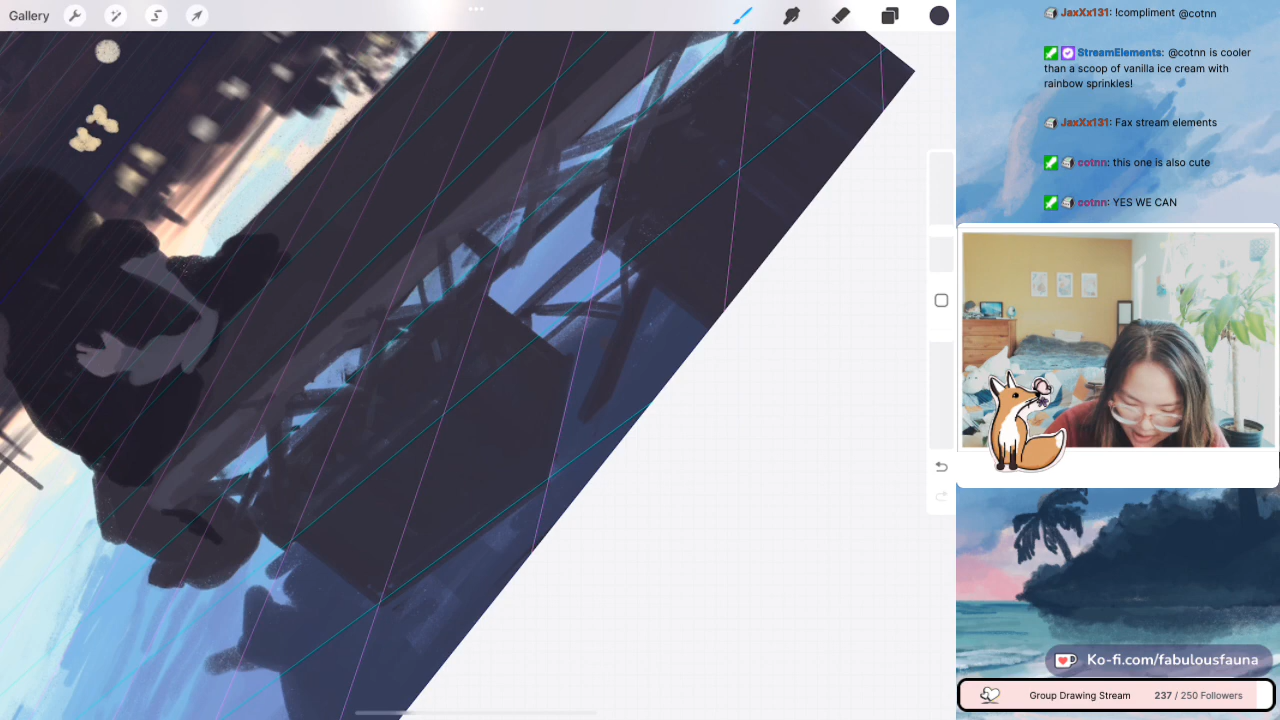 Gallery
JaxXx131: !compliment @cotnn
StreamElements: @cotnn is cooler
than a scoop of vanilla ice cream with
rainbow sprinkles!
JaxXx131: Fax stream elements
cotnn: this one is also cute
cotnn: YES WE CAN
Ko-fi.com/fabulousfauna
Group Drawing Stream 237 / 250 Followers